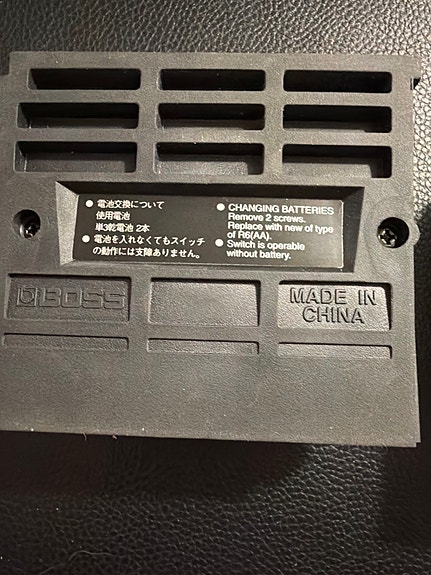 ● 電池交換について
使用電池
単3乾電池 2本
● 電池を入れなくてもスイッチ
の動作には支障ありません。
● CHANGING BATTERIES
Remove 2 screws.
Replace with new of type
of R6(AA).
● Switch is operable
without battery.
BOSS
MADE IN
CHINA